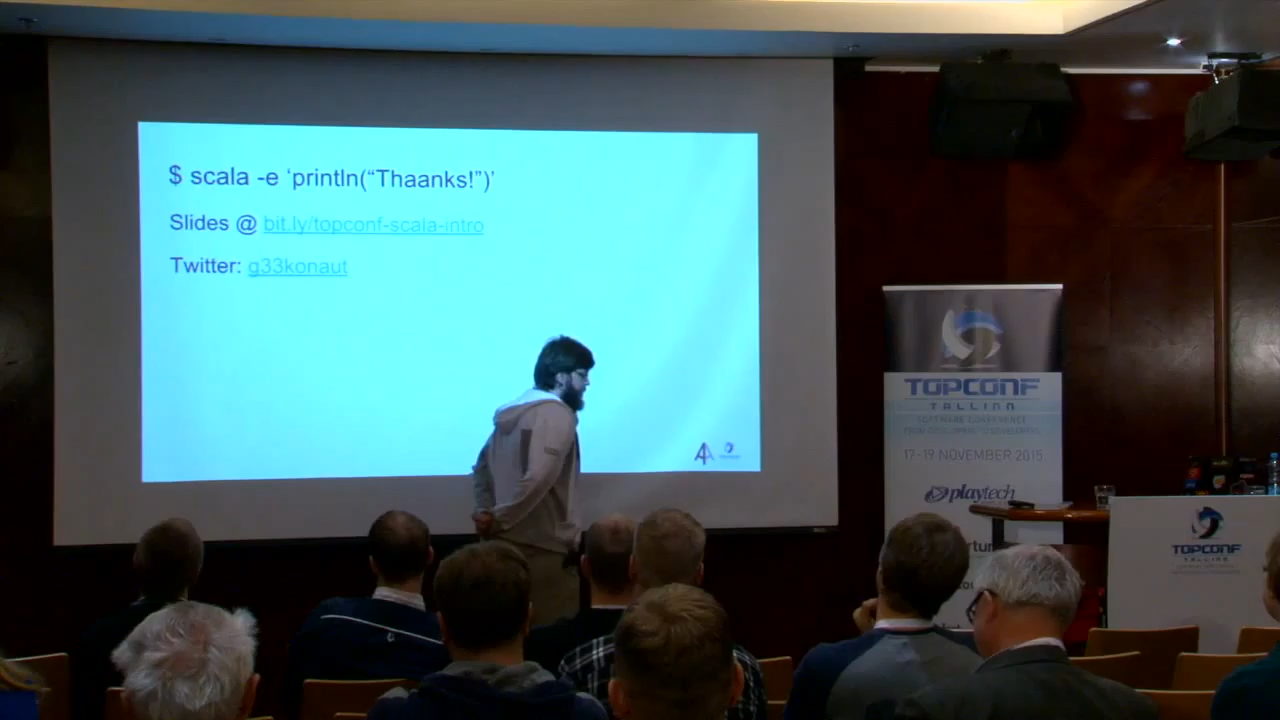 $ scala -e ‘println(“Thaanks!”)’
Slides @ bit.ly/topconf-scala-intro
Twitter: g33konaut
TOPCONF
TALLINN
SOFTWARE CONFERENCE
17-19 NOVEMBER 2015
playtech
TOPCONF
TALLINN